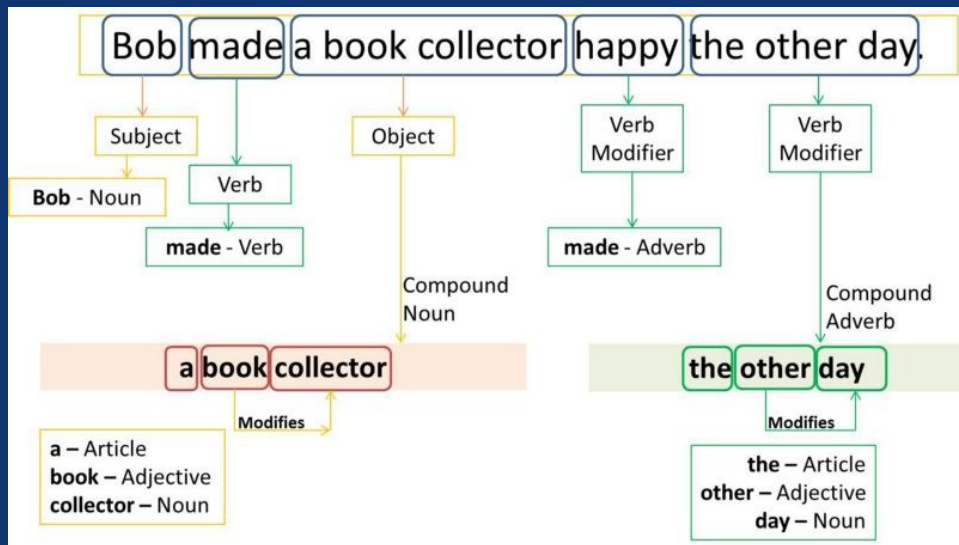 Bob made a book collector happy the other day.
Subject
Object
Verb
Modifier
Verb
Modifier
Bob - Noun
Verb
made - Verb
made - Adverb
Compound
Noun
Compound
Adverb
a book collector
the other day
Modifies
Modifies
a – Article
book – Adjective
collector – Noun
the – Article
other – Adjective
day – Noun